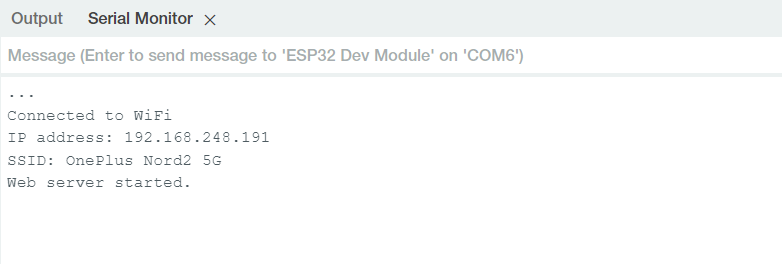 Output Serial Monitor ×
Message (Enter to send message to 'ESP32 Dev Module' on 'COM6')
...
Connected to WiFi
IP address: 192.168.248.191
SSID: OnePlus Nord2 5G
Web server started.